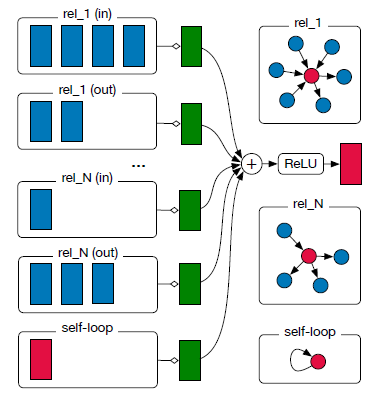 rel_1 (in)
rel_1 (out)
...
rel_N (in)
rel_N (out)
self-loop
+
ReLU
rel_1
rel_N
self-loop